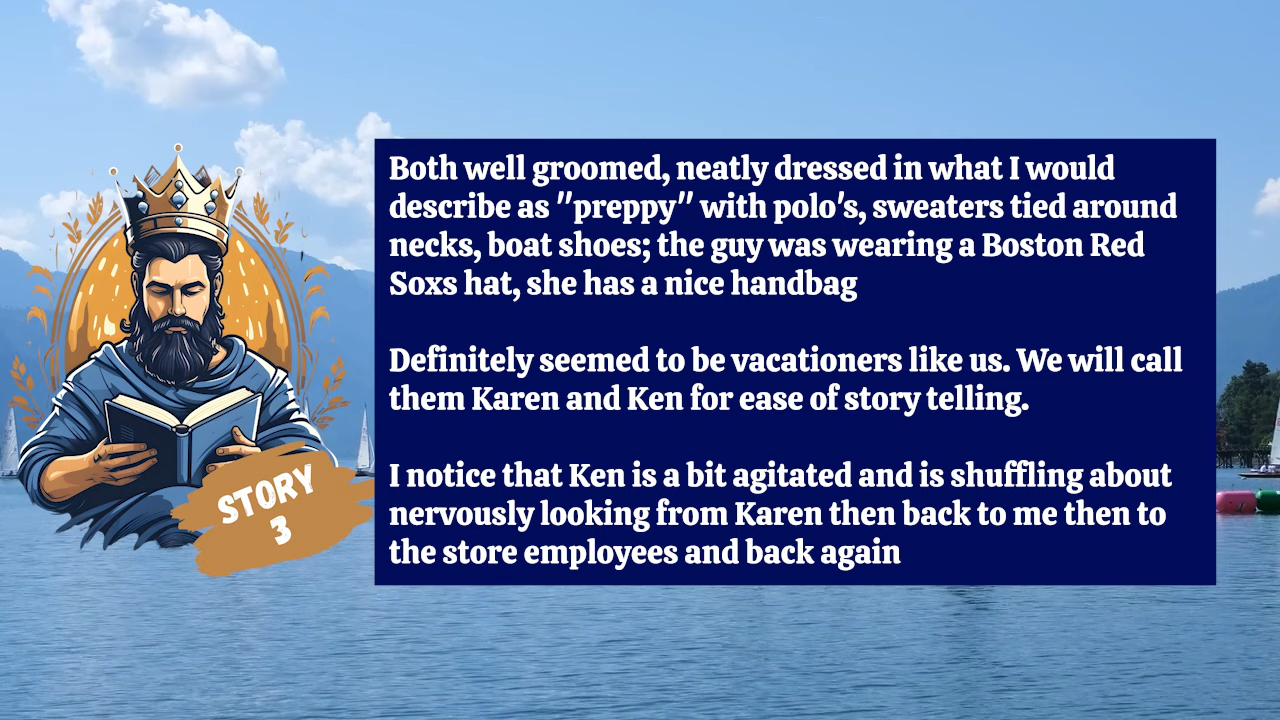 Both well groomed, neatly dressed in what I would
describe as "preppy" with polo's, sweaters tied around
necks, boat shoes; the guy was wearing a Boston Red
Soxs hat, she has a nice handbag
Definitely seemed to be vacationers like us. We will call
them Karen and Ken for ease of story telling.
I notice that Ken is a bit agitated and is shuffling about
nervously looking from Karen then back to me then to
the store employees and back again
STORY
3